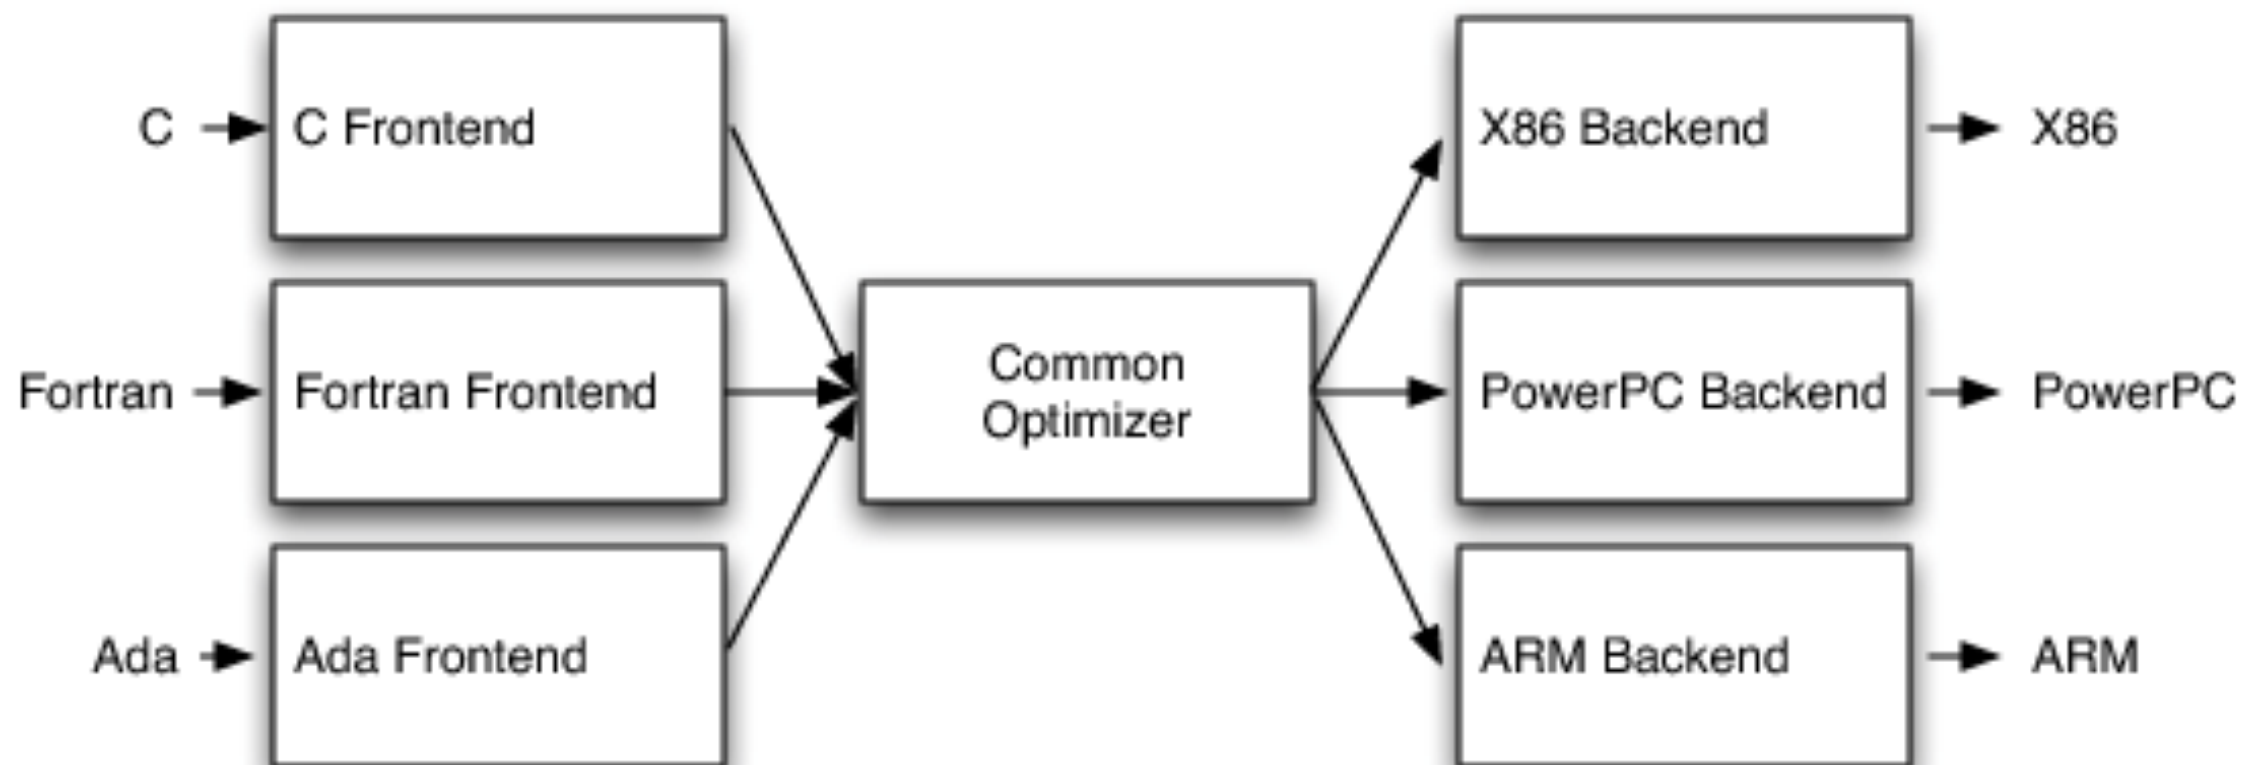 C
C Frontend
X86 Backend
X86
Fortran
Fortran Frontend
Common
Optimizer
PowerPC Backend
PowerPC
Ada
Ada Frontend
ARM Backend
ARM